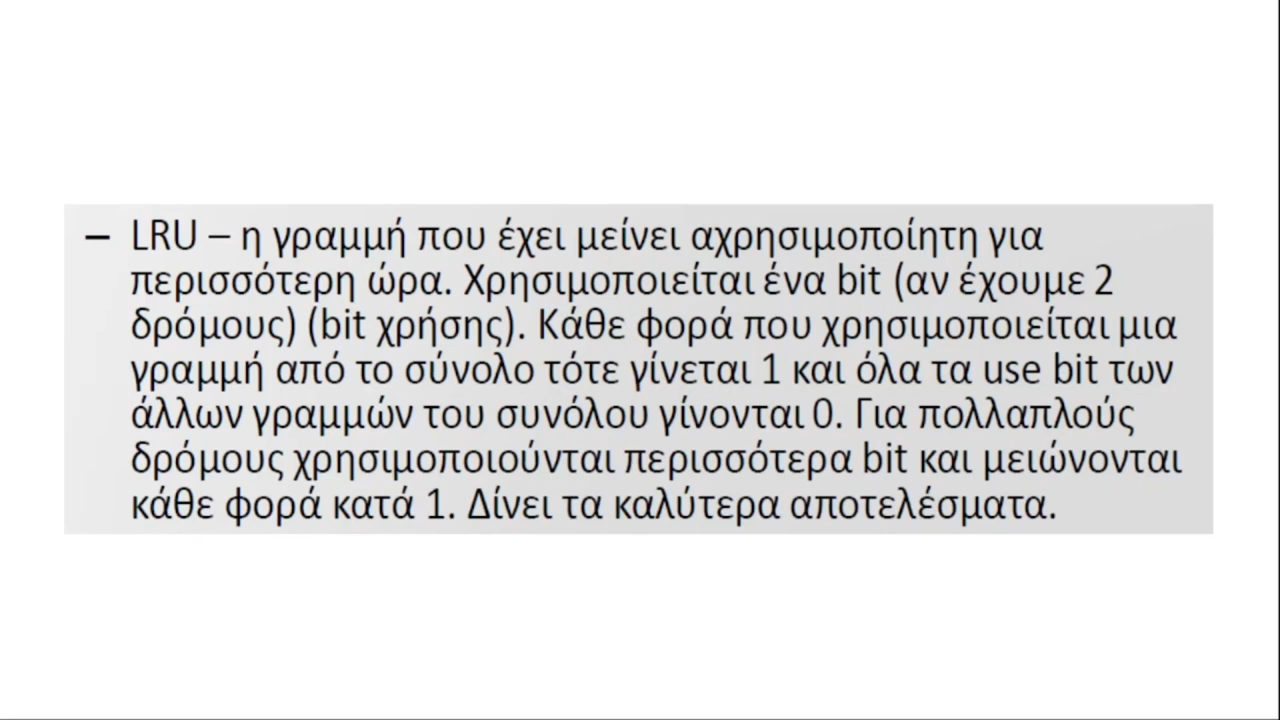 – LRU – η γραμμή που έχει μείνει αχρησιμοποίητη για
περισσότερη ώρα. Χρησιμοποιείται ένα bit (αν έχουμε 2
δρόμους) (bit χρήσης). Κάθε φορά που χρησιμοποιείται μια
γραμμή από το σύνολο τότε γίνεται 1 και όλα τα use bit των
άλλων γραμμών του συνόλου γίνονται 0. Για πολλαπλούς
δρόμους χρησιμοποιούνται περισσότερα bit και μειώνονται
κάθε φορά κατά 1. Δίνει τα καλύτερα αποτελέσματα.